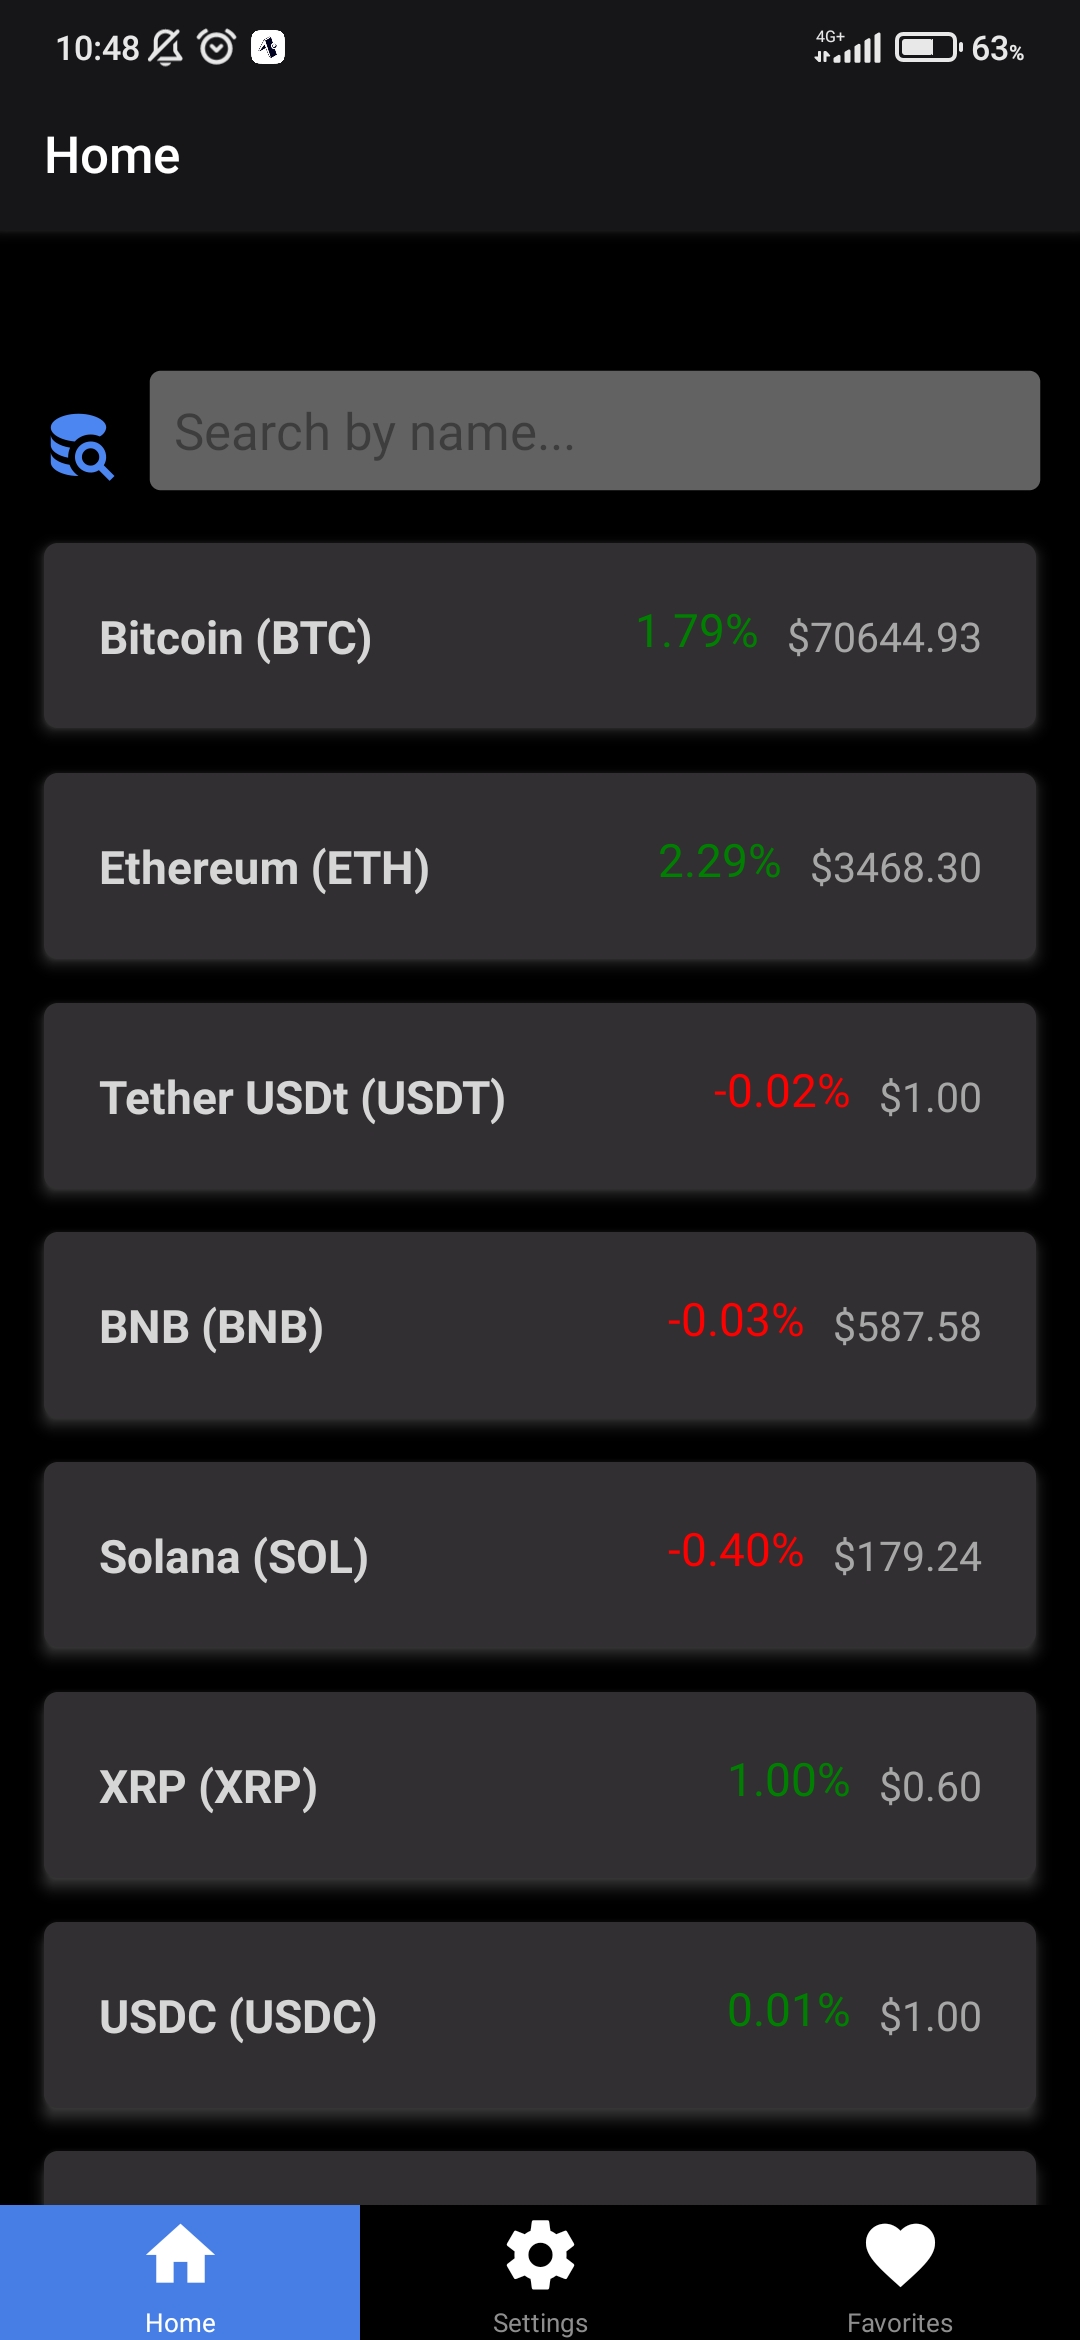 10:48 4G+ 63%
Home
Search by name...
Bitcoin (BTC) 1.79% $70644.93
Ethereum (ETH) 2.29% $3468.30
Tether USDt (USDT) -0.02% $1.00
BNB (BNB) -0.03% $587.58
Solana (SOL) -0.40% $179.24
XRP (XRP) 1.00% $0.60
USDC (USDC) 0.01% $1.00
Home Settings Favorites